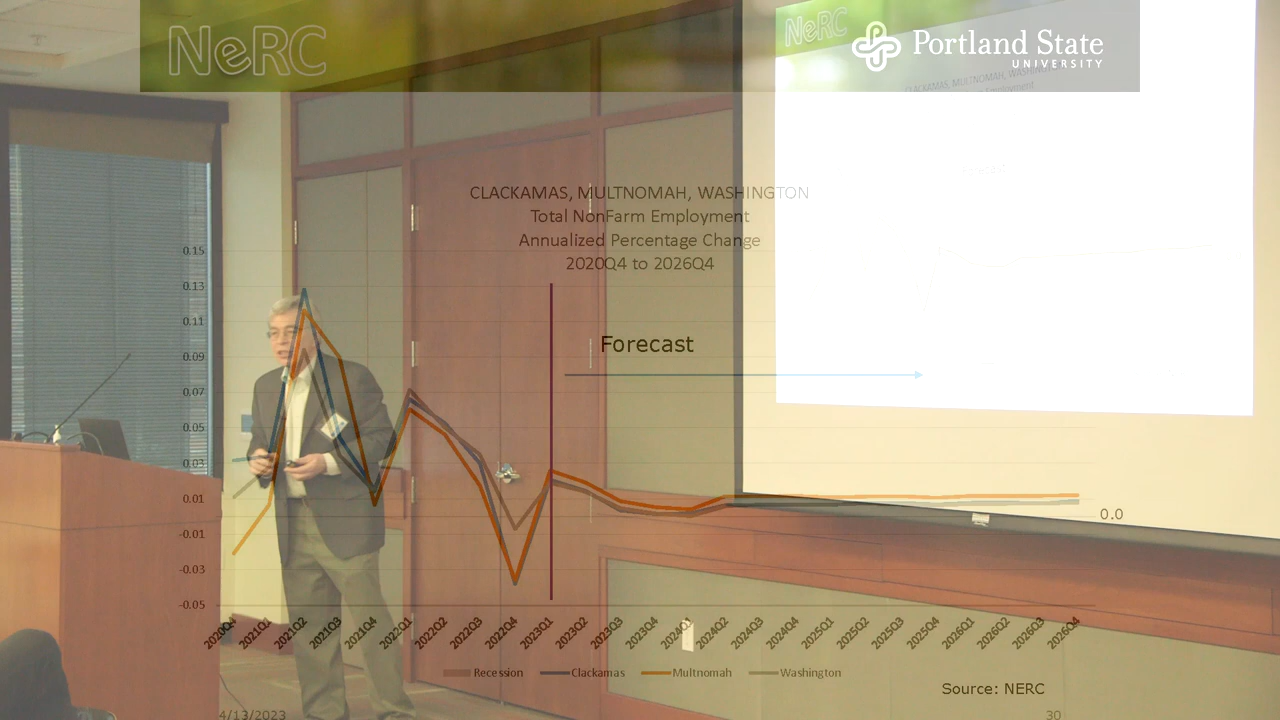 NeRC
NeRC
Portland State
UNIVERSITY
CLACKAMAS, MULTNOMAH, WASHINGTON
Total NonFarm Employment
Annualized Percentage Change
2020Q4 to 2026Q4
0.15
0.13
0.11
0.09
0.07
0.05
0.03
0.01
-0.01
-0.03
-0.05
Forecast
0.0
2020Q4 2021Q1 2021Q2 2021Q3 2021Q4 2022Q1 2022Q2 2022Q3 2022Q4 2023Q1 2023Q2 2023Q3 2023Q4 2024Q1 2024Q2 2024Q3 2024Q4 2025Q1 2025Q2 2025Q3 2025Q4 2026Q1 2026Q2 2026Q3 2026Q4
Recession Clackamas Multnomah Washington
Source: NERC
4/13/2023
30